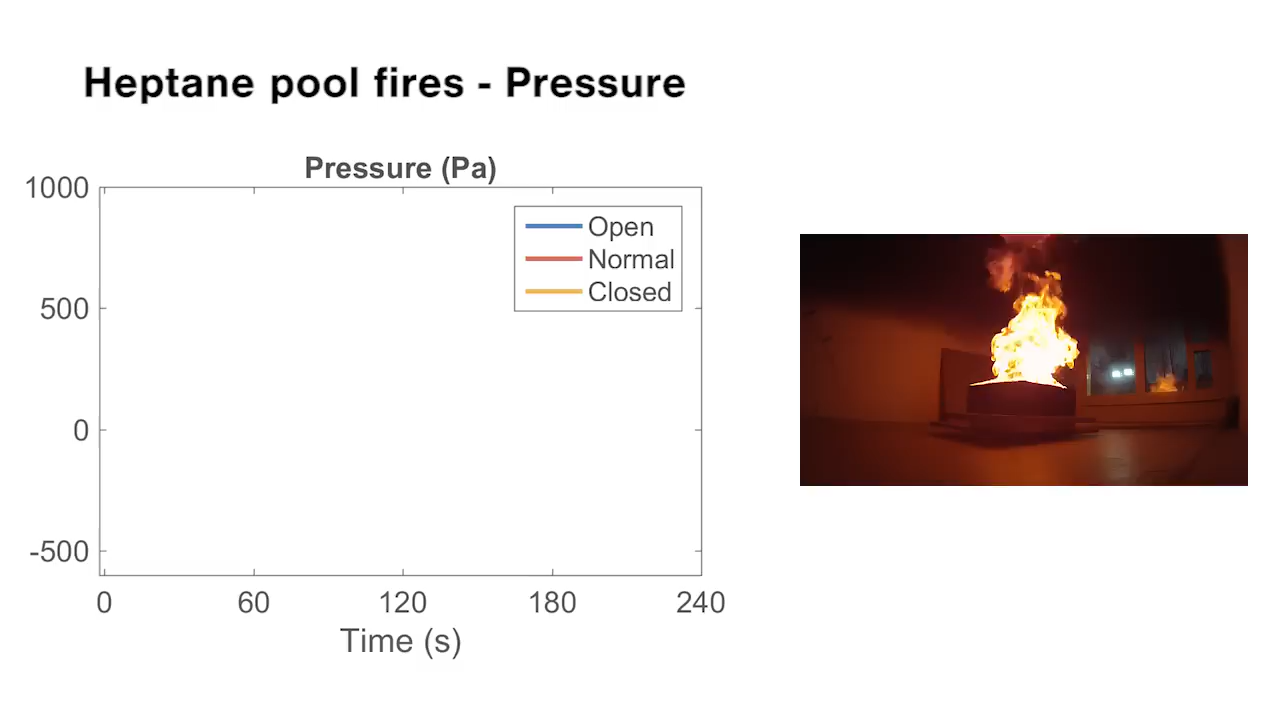 Heptane pool fires - Pressure
Pressure (Pa)
1000
500
0
-500
Open
Normal
Closed
0 60 120 180 240
Time (s)